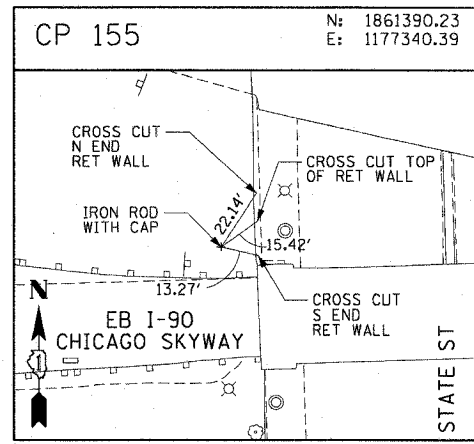 CP 155
N: 1861390.23
E: 1177340.39
CROSS CUT
N END
RET WALL
CROSS CUT TOP
OF RET WALL
IRON ROD
WITH CAP
22.14'
15.42'
13.27'
CROSS CUT
S END
RET WALL
N
EB I-90
CHICAGO SKYWAY
STATE ST